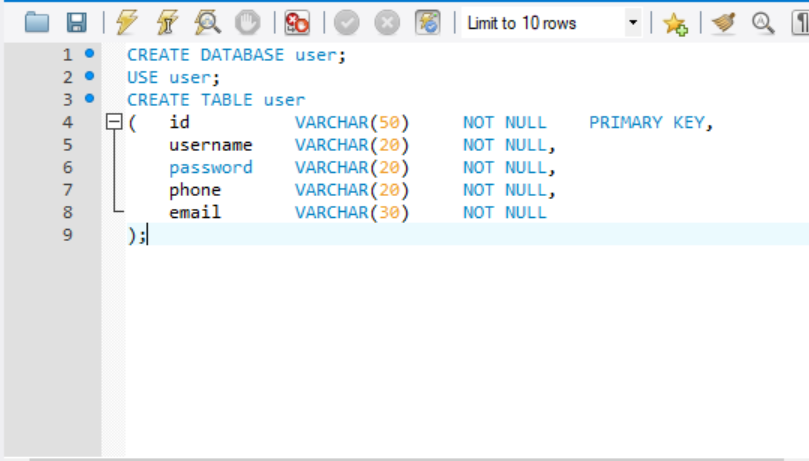 Limit to 10 rows
1 CREATE DATABASE user;
2 USE user;
3 CREATE TABLE user
4 ( id VARCHAR(50) NOT NULL PRIMARY KEY,
5 username VARCHAR(20) NOT NULL,
6 password VARCHAR(20) NOT NULL,
7 phone VARCHAR(20) NOT NULL,
8 email VARCHAR(30) NOT NULL
9 );